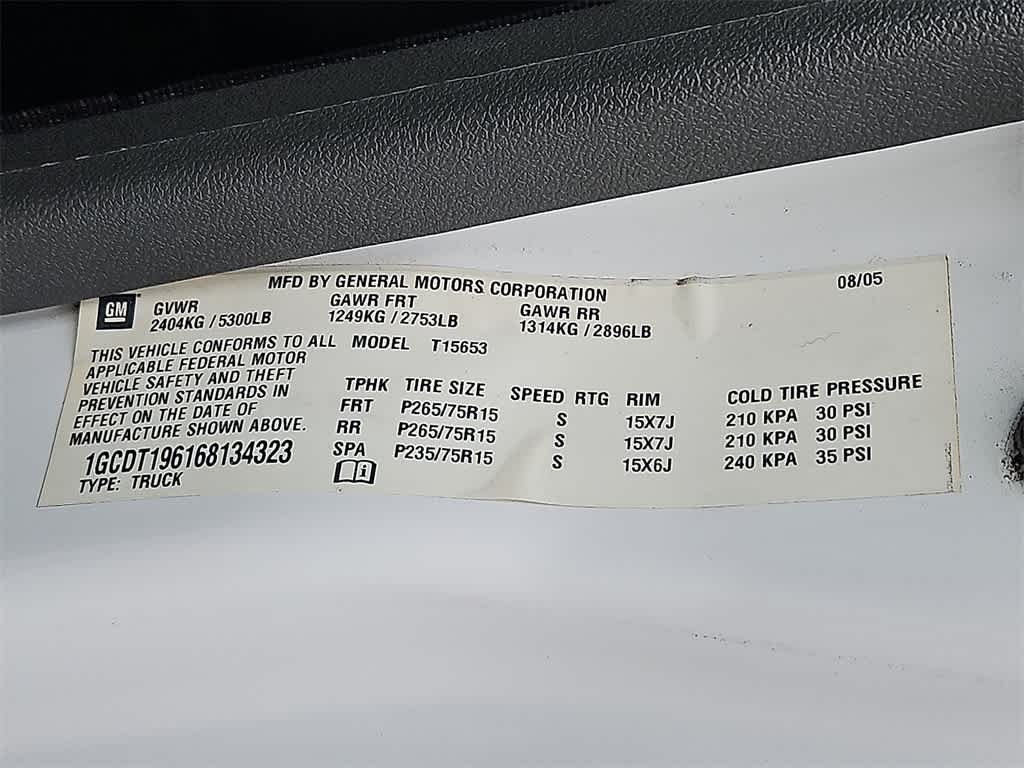 MFD BY GENERAL MOTORS CORPORATION 08/05
GM GVWR GAWR FRT GAWR RR
2404KG / 5300LB 1249KG / 2753LB 1314KG / 2896LB
THIS VEHICLE CONFORMS TO ALL MODEL T15653
APPLICABLE FEDERAL MOTOR
VEHICLE SAFETY AND THEFT
PREVENTION STANDARDS IN
EFFECT ON THE DATE OF
MANUFACTURE SHOWN ABOVE.
1GCDT196168134323
TYPE: TRUCK
TPHK TIRE SIZE SPEED RTG RIM COLD TIRE PRESSURE
FRT P265/75R15 S 15X7J 210 KPA 30 PSI
RR P265/75R15 S 15X7J 210 KPA 30 PSI
SPA P235/75R15 S 15X6J 240 KPA 35 PSI